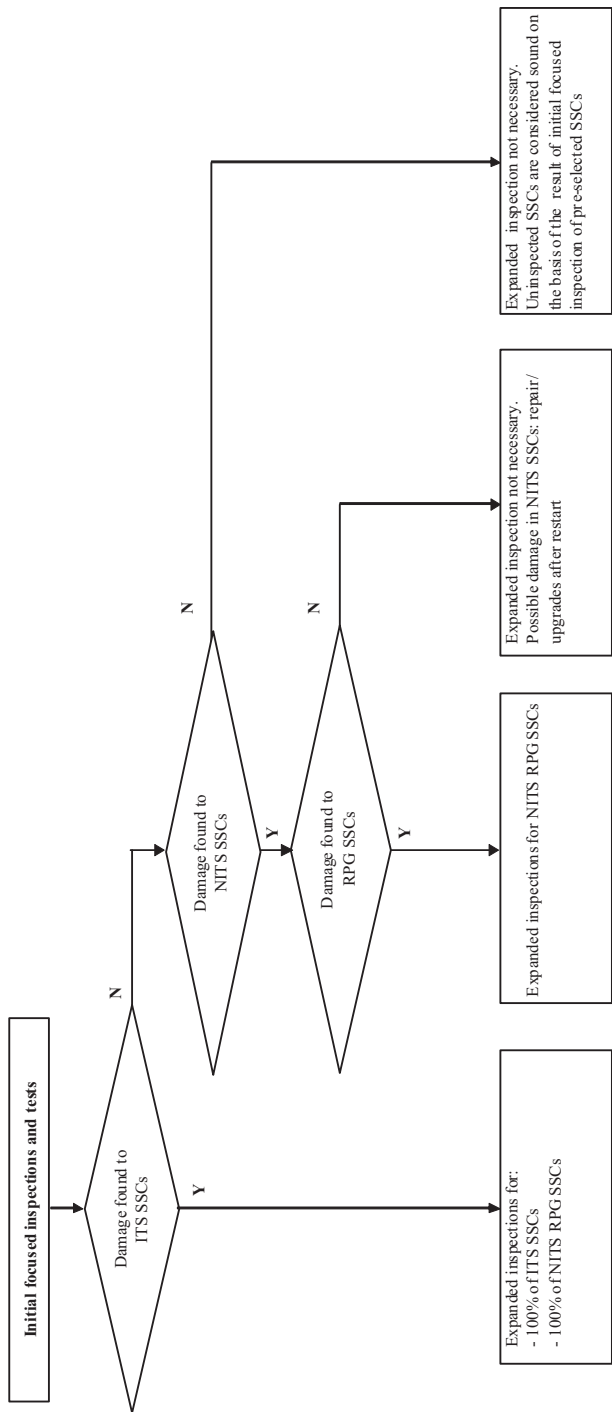 Initial focused inspections and tests
Damage found to
ITS SSCs
N
Y
Damage found to
NITS SSCs
N
Y
Damage found to
RPG SSCs
N
Y
Expanded inspections for:
- 100% of ITS SSCs
- 100% of NITS RPG SSCs
Expanded inspections for NITS RPG SSCs
Expanded inspection not necessary.
Possible damage in NITS SSCs: repair/
upgrades after restart
Expanded inspection not necessary.
Uninspected SSCs are considered sound on
the basis of the result of initial focused
inspection of pre-selected SSCs